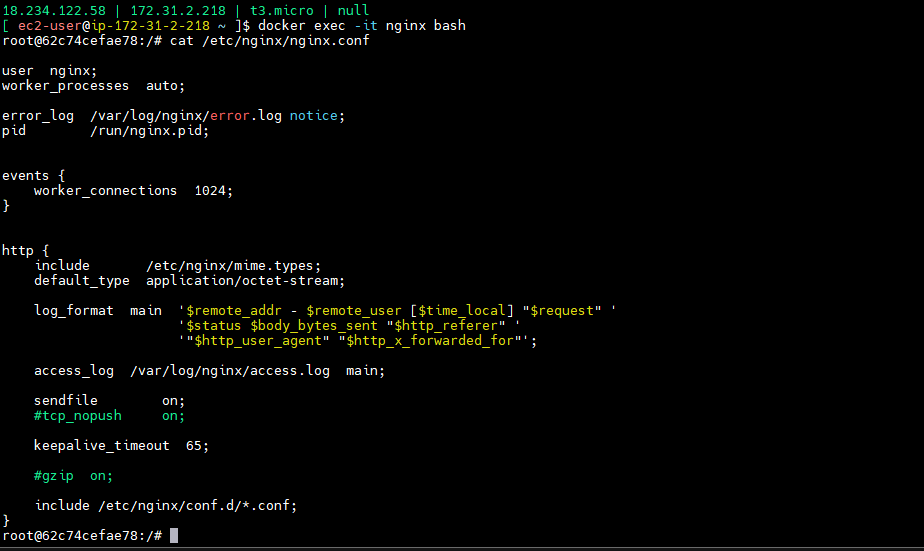 18.234.122.58 | 172.31.2.218 | t3.micro | null
[ ec2-user@ip-172-31-2-218 ~ ]$ docker exec -it nginx bash
root@62c74cefae78:/# cat /etc/nginx/nginx.conf
user  nginx;
worker_processes  auto;
error_log  /var/log/nginx/error.log notice;
pid        /run/nginx.pid;
events {
    worker_connections  1024;
}
http {
    include       /etc/nginx/mime.types;
    default_type  application/octet-stream;
    log_format  main  '$remote_addr - $remote_user [$time_local] "$request" '
                      '$status $body_bytes_sent "$http_referer" '
                      '"$http_user_agent" "$http_x_forwarded_for"';
    access_log  /var/log/nginx/access.log  main;
    sendfile        on;
    #tcp_nopush     on;
    keepalive_timeout  65;
    #gzip  on;
    include /etc/nginx/conf.d/*.conf;
}
root@62c74cefae78:/#